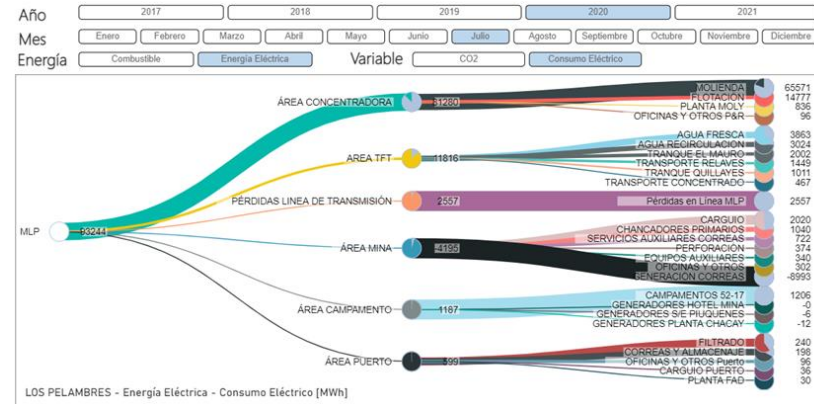 Año 2017 2018 2019 2020 2021
Mes Enero Febrero Marzo Abril Mayo Junio Julio Agosto Septiembre Octubre Noviembre Diciembre
Energía Combustible Energía Eléctrica Variable CO2 Consumo Eléctrico
MLP 93244
ÁREA CONCENTRADORA 81280
MOLIENDA 65571
FLOTACIÓN 14777
PLANTA MOLY 836
OFICINAS Y OTROS P&R 96
AREA TFT 11816
AGUA FRESCA 3863
AGUA RECIRCULACION 3024
TRANQUE EL MAURO 2002
TRANSPORTE RELAVES 1449
TRANQUE QUILLAYES 1011
TRANSPORTE CONCENTRADO 467
PÉRDIDAS LINEA DE TRANSMISIÓN 2557
Pérdidas en Línea MLP 2557
ÁREA MINA -4195
CARGUIO 2020
CHANCADORES PRIMARIOS 1040
SERVICIOS AUXILIARES CORREAS 722
PERFORACIÓN 374
EQUIPOS AUXILIARES 340
OFICINAS Y OTROS 302
GENERACIÓN CORREAS -8993
ÁREA CAMPAMENTO 1187
CAMPAMENTOS 52-17 1206
GENERADORES HOTEL MINA -0
GENERADORES S/E PIUQUENES -6
GENERADORES PLANTA CHACAY -12
ÁREA PUERTO 599
FILTRADO 240
CORREAS Y ALMACENAJE 198
OFICINAS Y OTROS Puerto 96
CARGUIO PUERTO 36
PLANTA FAD 30
LOS PELAMBRES - Energía Eléctrica - Consumo Eléctrico [MWh]